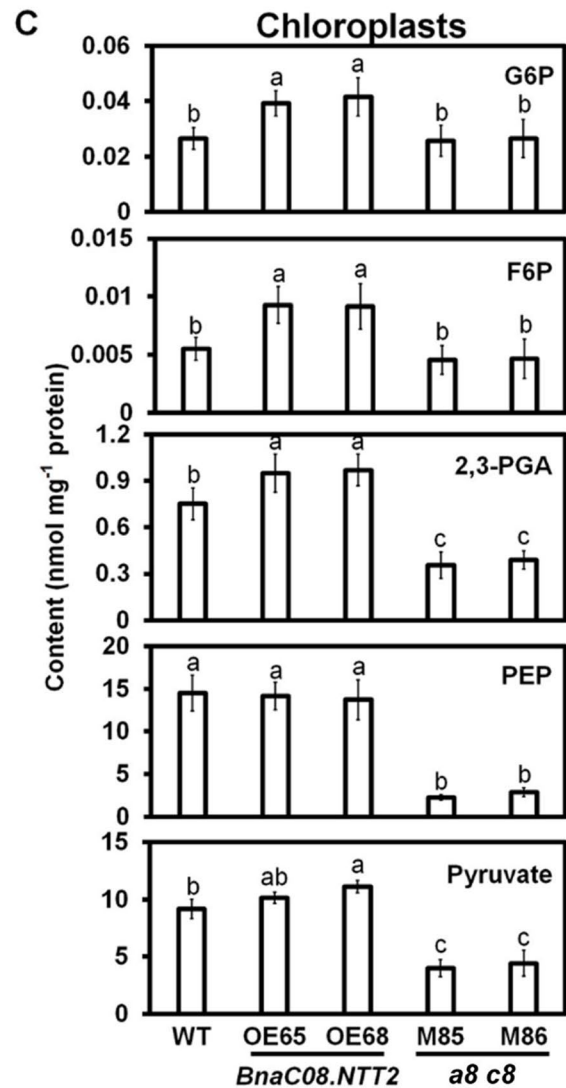 C Chloroplasts
Content (nmol mg⁻¹ protein)
0.06
0.04
0.02
0
b a a b b
G6P
0.015
0.01
0.005
0
b a a b b
F6P
1.2
0.9
0.6
0.3
0
b a a c c
2,3-PGA
20
15
10
5
0
a a a b b
PEP
15
10
5
0
b ab a c c
Pyruvate
WT OE65 OE68 M85 M86
BnaC08.NTT2 a8 c8